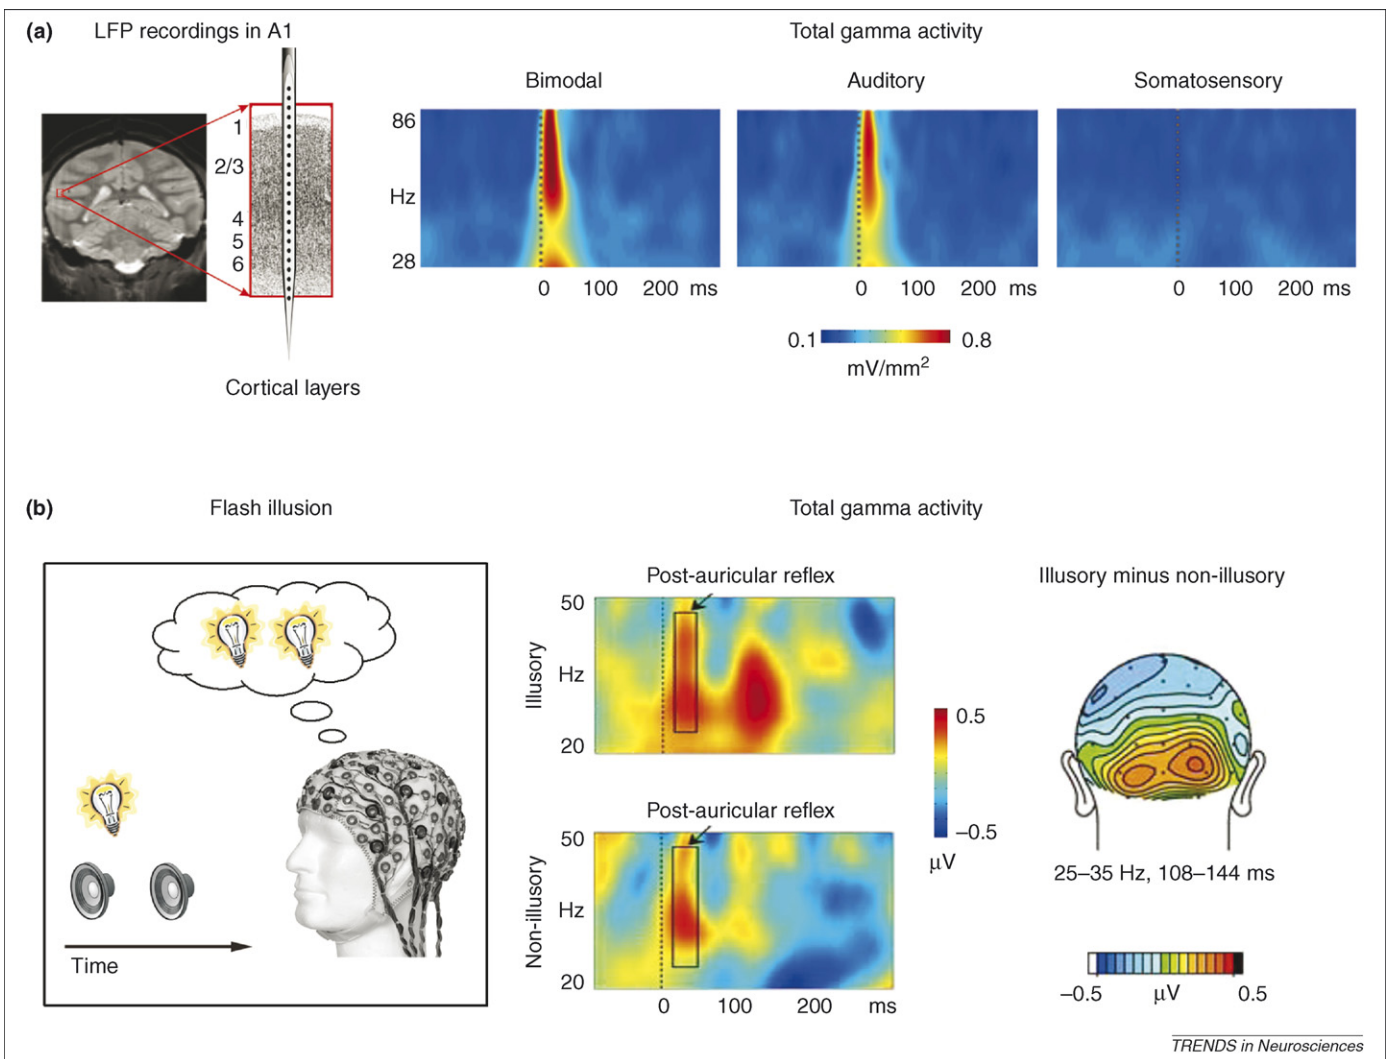 (a) LFP recordings in A1
Total gamma activity
Bimodal
Auditory
Somatosensory
1
2/3
4
5
6
Cortical layers
86
Hz
28
0 100 200 ms
0 100 200 ms
0 100 200 ms
0.1 0.8
mV/mm²
(b) Flash illusion
Total gamma activity
Time
Post-auricular reflex
Illusory
50
Hz
20
Post-auricular reflex
Non-illusory
50
Hz
20
0 100 200 ms
0.5
–0.5
μV
Illusory minus non-illusory
25–35 Hz, 108–144 ms
–0.5 μV 0.5
TRENDS in Neurosciences